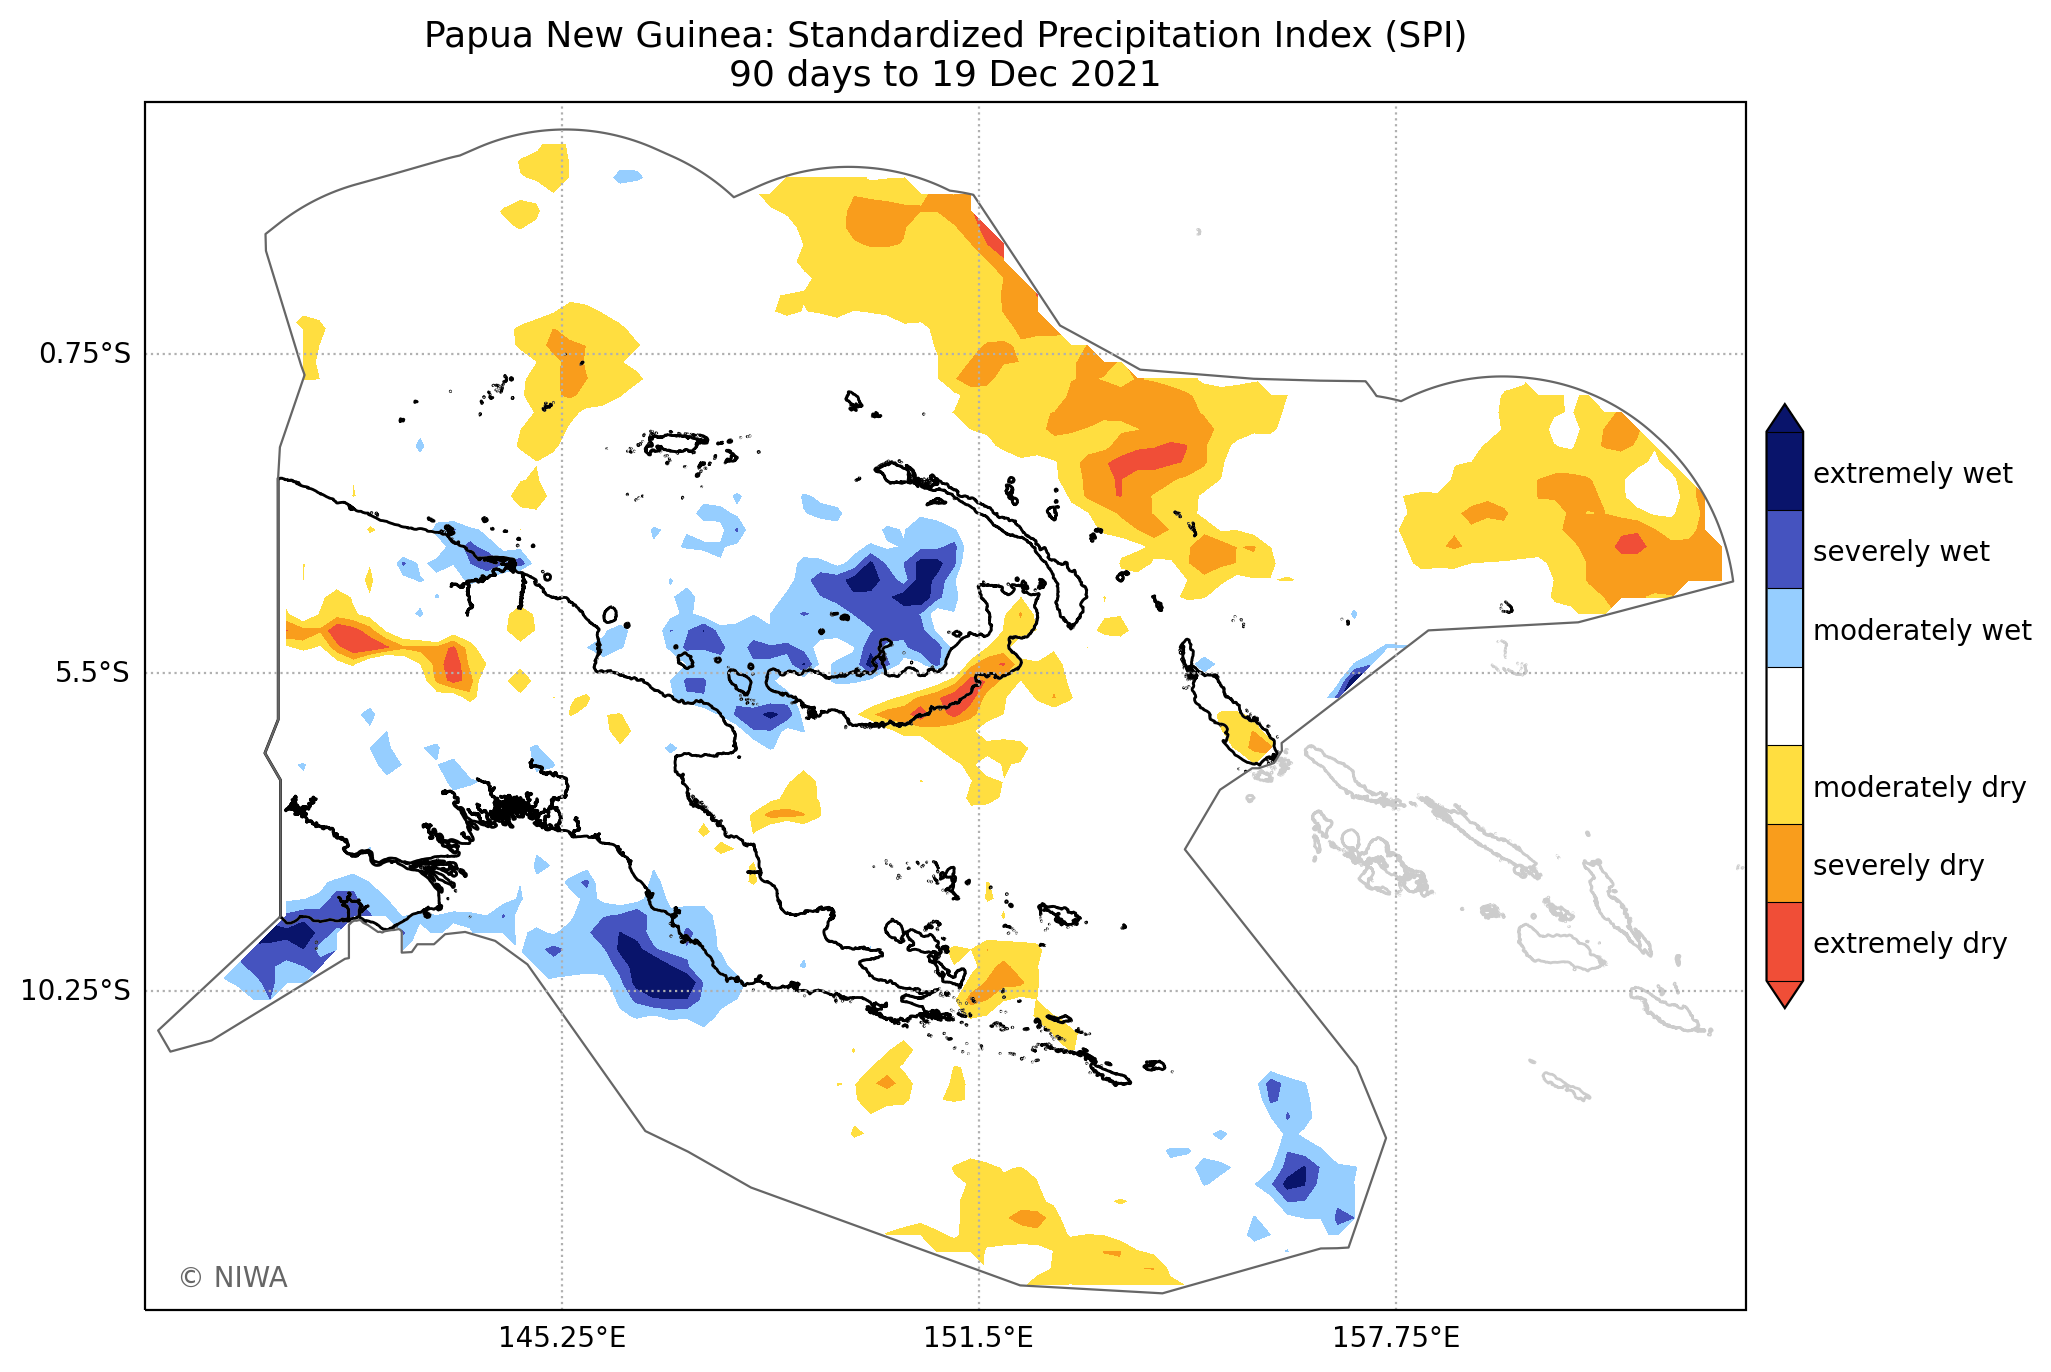 Papua New Guinea: Standardized Precipitation Index (SPI)
90 days to 19 Dec 2021
0.75°S
5.5°S
10.25°S
145.25°E
151.5°E
157.75°E
extremely wet
severely wet
moderately wet
moderately dry
severely dry
extremely dry
© NIWA